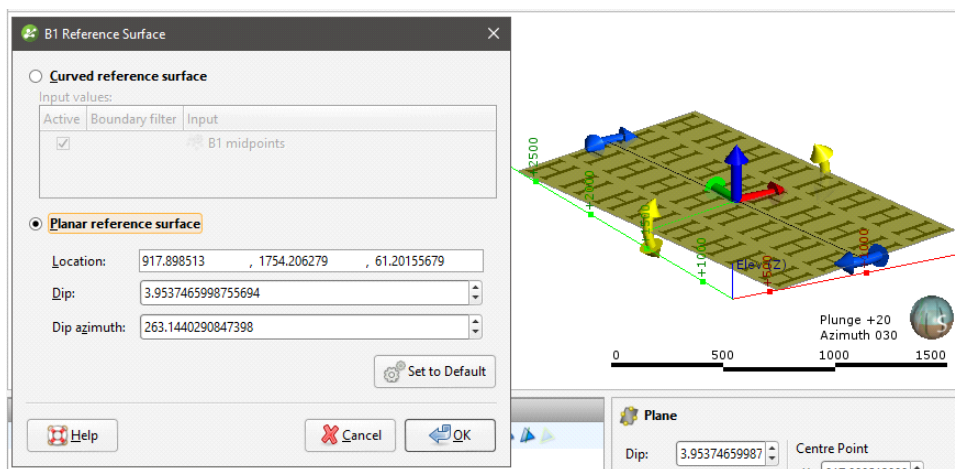 B1 Reference Surface
Curved reference surface
Input values:
Active Boundary filter Input
B1 midpoints
Planar reference surface
Location: 917.898513 , 1754.206279 , 61.20155679
Dip: 3.9537465998755694
Dip azimuth: 263.1440290847398
Set to Default
Help Cancel OK
+2500
+2000
+1000
Elev (Z)
Plunge +20
Azimuth 030
0 500 1000 1500
S
Plane
Dip: 3.95374659987
Centre Point